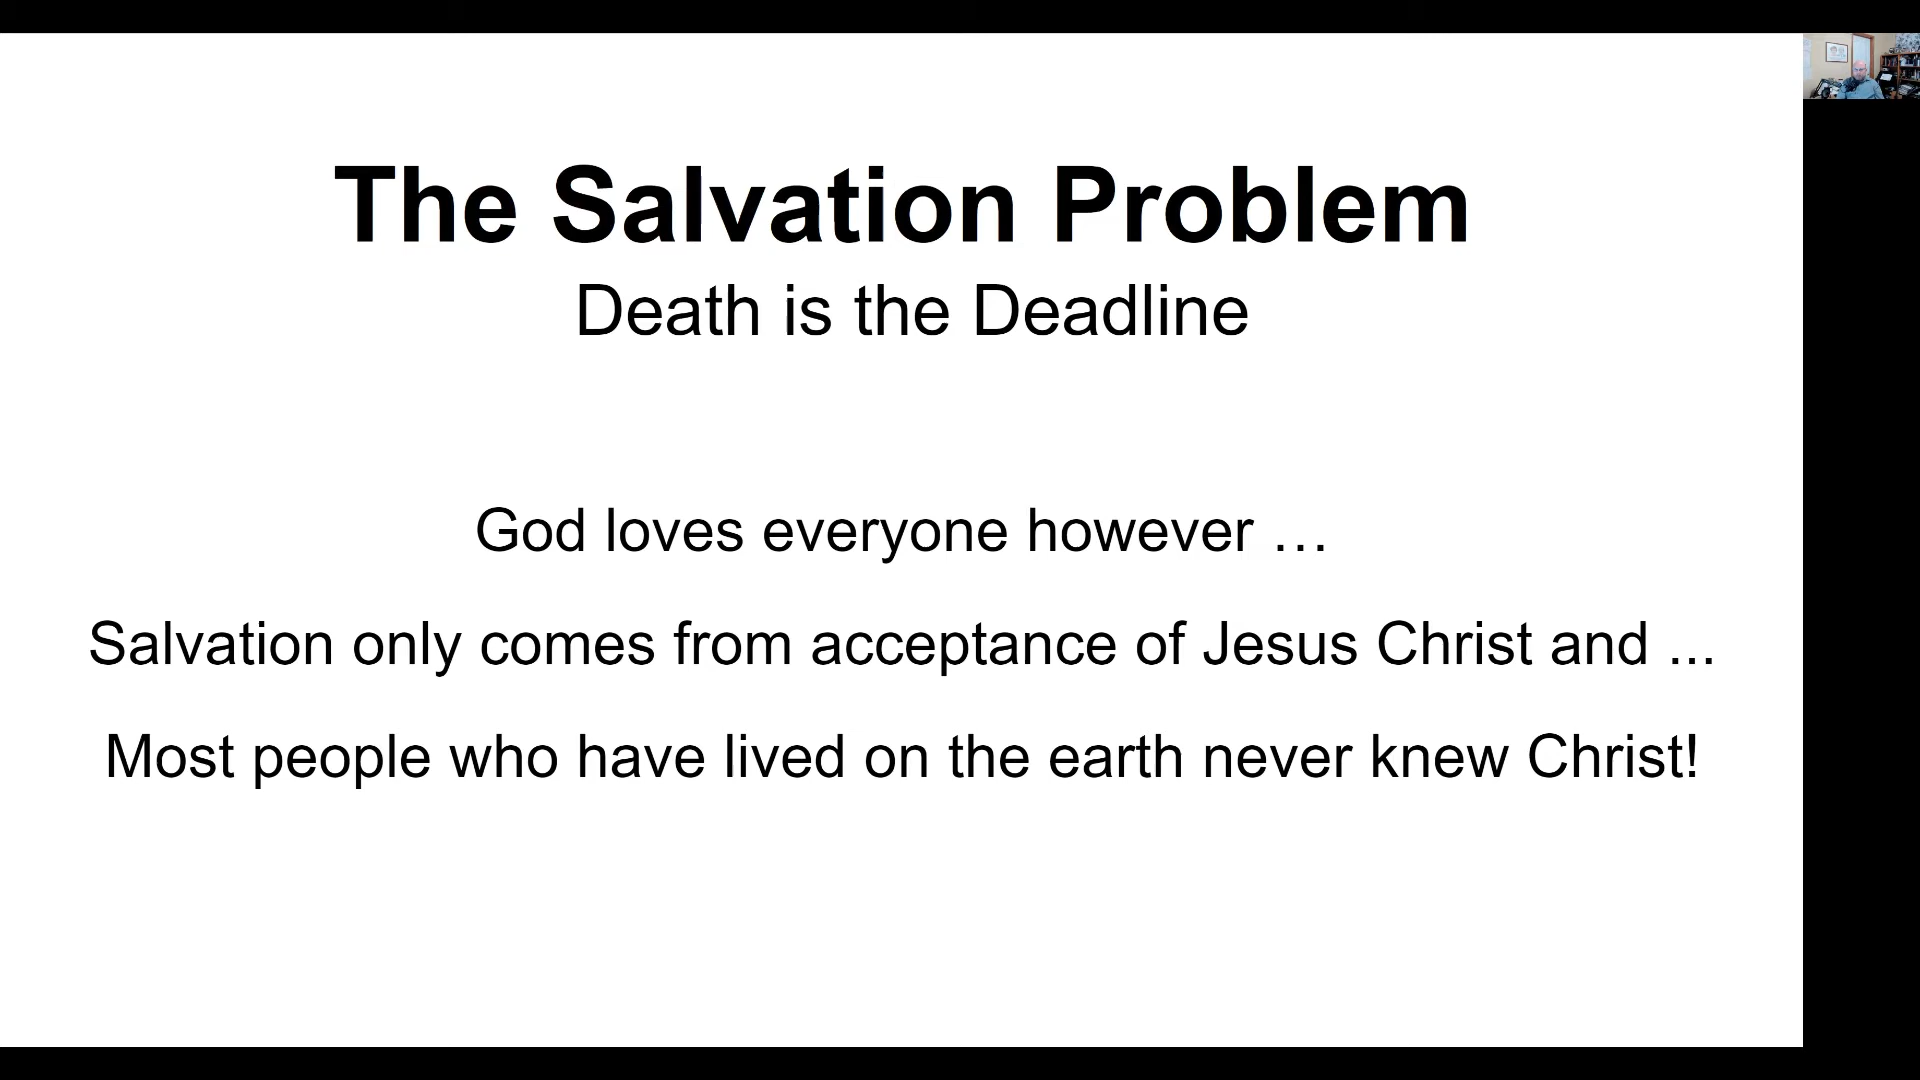 The Salvation Problem
Death is the Deadline
God loves everyone however …
Salvation only comes from acceptance of Jesus Christ and ...
Most people who have lived on the earth never knew Christ!